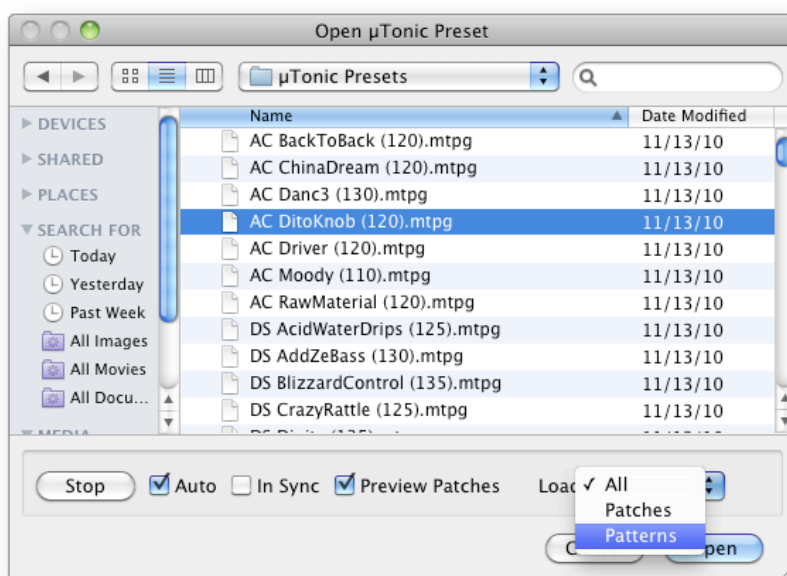 Open µTonic Preset
µTonic Presets
Name Date Modified
DEVICES
SHARED
PLACES
SEARCH FOR
Today
Yesterday
Past Week
All Images
All Movies
All Docu...
AC BackToBack (120).mtpg 11/13/10
AC ChinaDream (120).mtpg 11/13/10
AC Danc3 (130).mtpg 11/13/10
AC DitoKnob (120).mtpg 11/13/10
AC Driver (120).mtpg 11/13/10
AC Moody (110).mtpg 11/13/10
AC RawMaterial (120).mtpg 11/13/10
DS AcidWaterDrips (125).mtpg 11/13/10
DS AddZeBass (130).mtpg 11/13/10
DS BlizzardControl (135).mtpg 11/13/10
DS CrazyRattle (125).mtpg 11/13/10
Stop Auto In Sync Preview Patches Load
All
Patches
Patterns